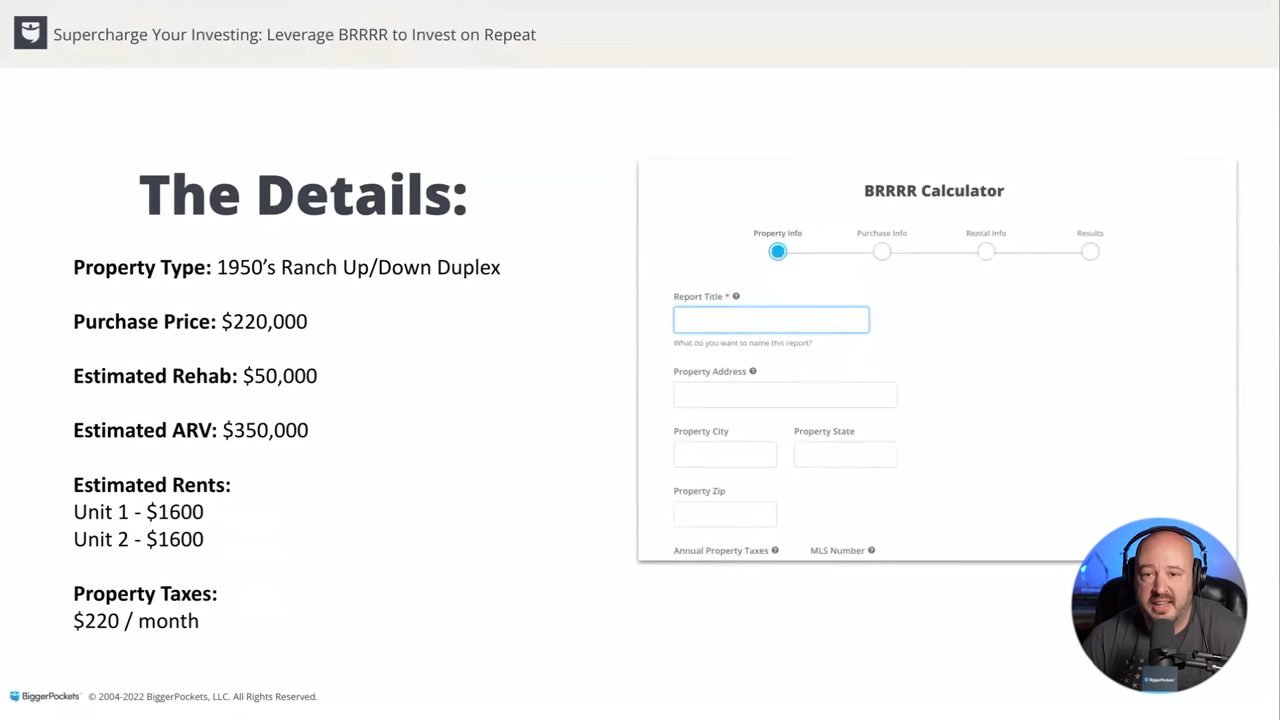 Supercharge Your Investing: Leverage BRRRR to Invest on Repeat
The Details:
Property Type: 1950’s Ranch Up/Down Duplex
Purchase Price: $220,000
Estimated Rehab: $50,000
Estimated ARV: $350,000
Estimated Rents:
Unit 1 - $1600
Unit 2 - $1600
Property Taxes:
$220 / month
BRRRR Calculator
Property Info Purchase Info Rental Info Results
Report Title *
What do you want to name this report?
Property Address
Property City Property State
Property Zip
Annual Property Taxes MLS Number
BiggerPockets
BiggerPockets © 2004-2022 BiggerPockets, LLC. All Rights Reserved.